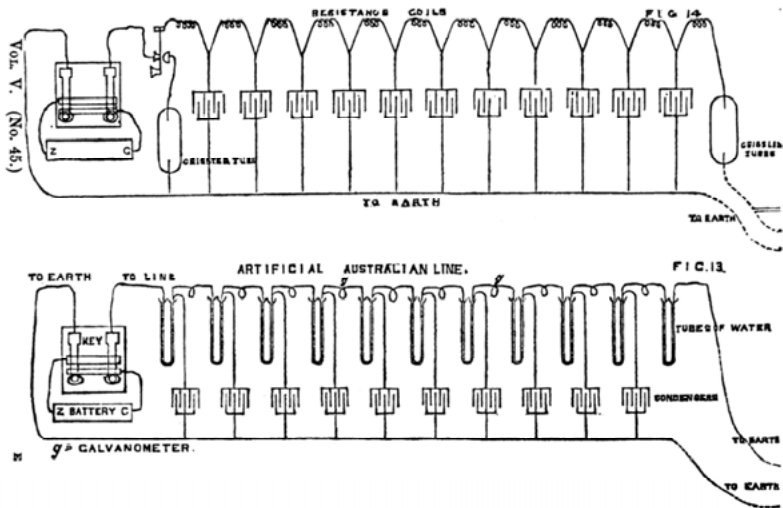 RESISTANCE COILS
FIG 14
VOL. V. (No. 45.)
Z C
GEISSLER TUBE
GEISSLER
TUBES
TO EARTH
TO EARTH
ARTIFICIAL AUSTRALIAN LINE.
FIG.13.
TO EARTH
TO LINE
g
g
KEY
TUBES OF WATER
Z BATTERY C
CONDENSERS
TO EARTH
M
g = GALVANOMETER.
TO EARTH